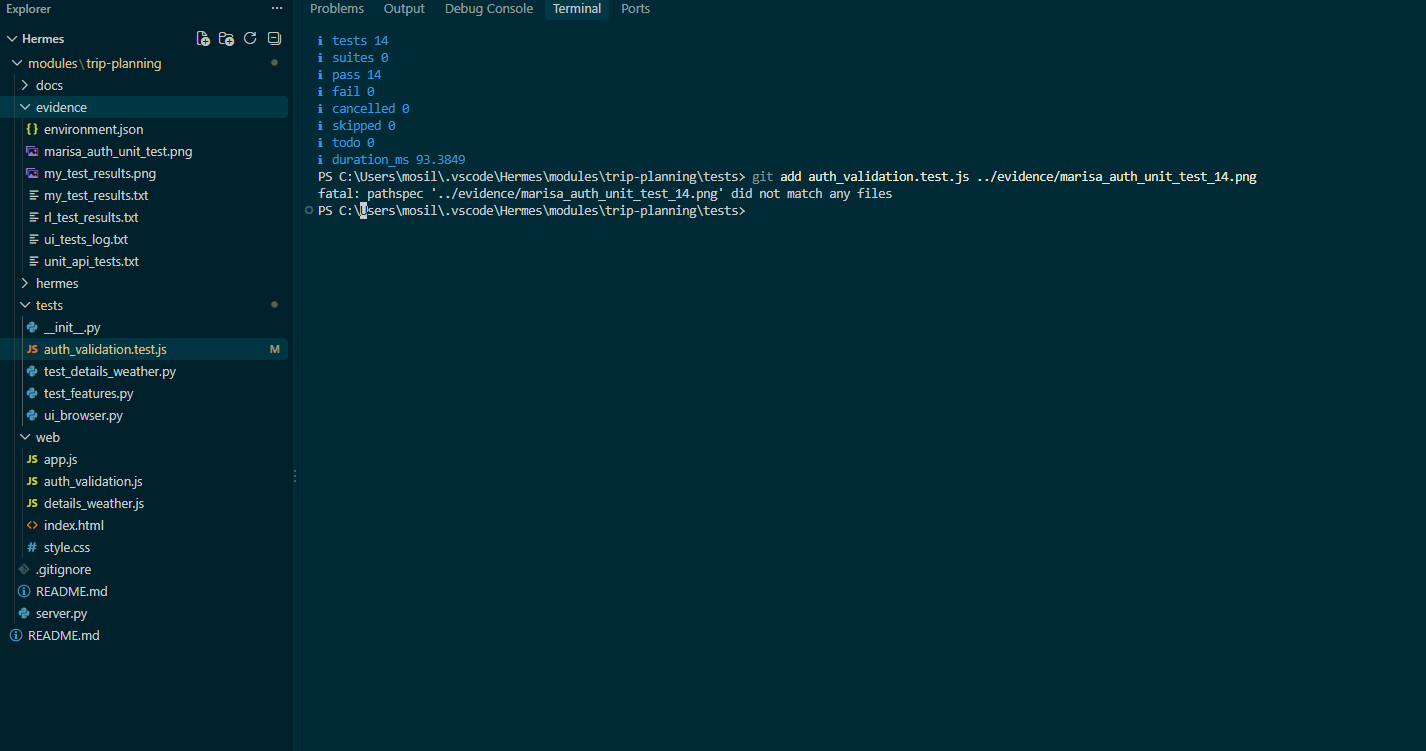 Explorer
Hermes
modules\trip-planning
docs
evidence
{} environment.json
marisa_auth_unit_test.png
my_test_results.png
my_test_results.txt
rl_test_results.txt
ui_tests_log.txt
unit_api_tests.txt
hermes
tests
__init__.py
JS auth_validation.test.js M
test_details_weather.py
test_features.py
ui_browser.py
web
JS app.js
JS auth_validation.js
JS details_weather.js
<> index.html
# style.css
.gitignore
README.md
server.py
README.md
Problems Output Debug Console Terminal Ports
ℹ tests 14
ℹ suites 0
ℹ pass 14
ℹ fail 0
ℹ cancelled 0
ℹ skipped 0
ℹ todo 0
ℹ duration_ms 93.3849
PS C:\Users\mosil\.vscode\Hermes\modules\trip-planning\tests> git add auth_validation.test.js ../evidence/marisa_auth_unit_test_14.png
fatal: pathspec '../evidence/marisa_auth_unit_test_14.png' did not match any files
PS C:\Users\mosil\.vscode\Hermes\modules\trip-planning\tests>